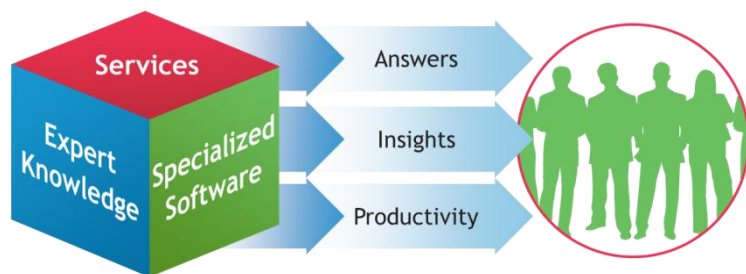 Services
Expert
Knowledge
Specialized
Software
Answers
Insights
Productivity